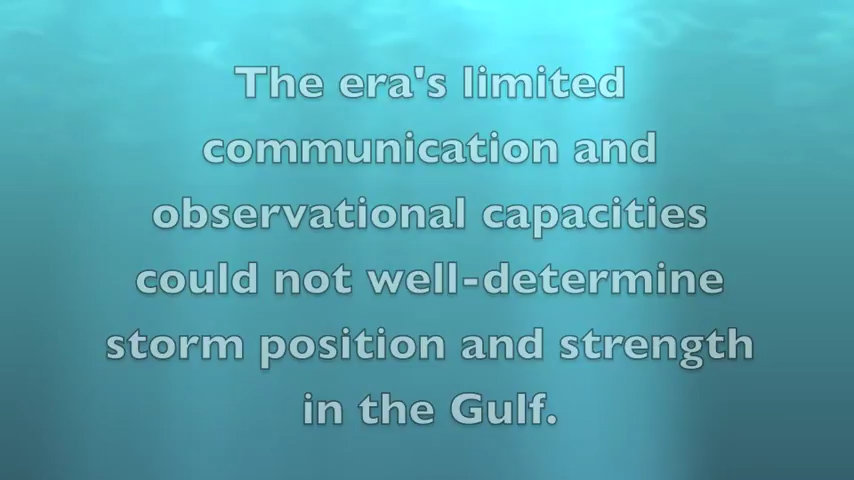 The era's limited
communication and
observational capacities
could not well-determine
storm position and strength
in the Gulf.